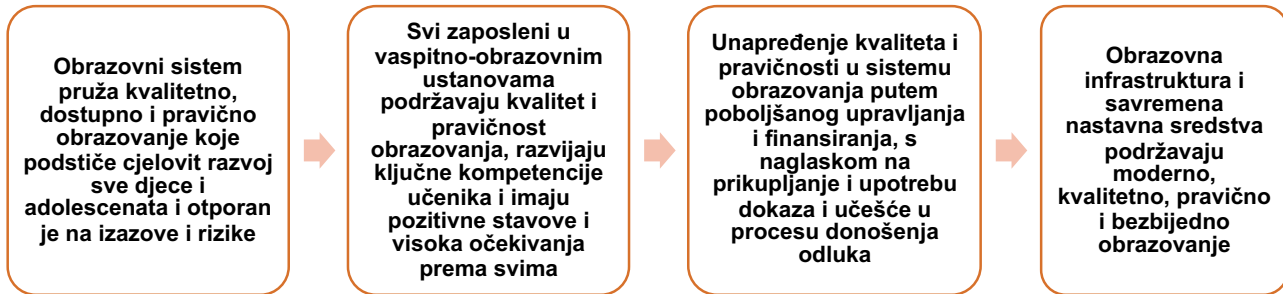 Obrazovni sistem
pruža kvalitetno,
dostupno i pravično
obrazovanje koje
podstiče cjelovit razvoj
sve djece i
adolescenata i otporan
je na izazove i rizike
Svi zaposleni u
vaspitno-obrazovnim
ustanovama
podržavaju kvalitet i
pravičnost
obrazovanja, razvijaju
ključne kompetencije
učenika i imaju
pozitivne stavove i
visoka očekivanja
prema svima
Unapređenje kvaliteta i
pravičnosti u sistemu
obrazovanja putem
poboljšanog upravljanja
i finansiranja, s
naglaskom na
prikupljanje i upotrebu
dokaza i učešće u
procesu donošenja
odluka
Obrazovna
infrastruktura i
savremena
nastavna sredstva
podržavaju
moderno,
kvalitetno, pravično
i bezbijedno
obrazovanje